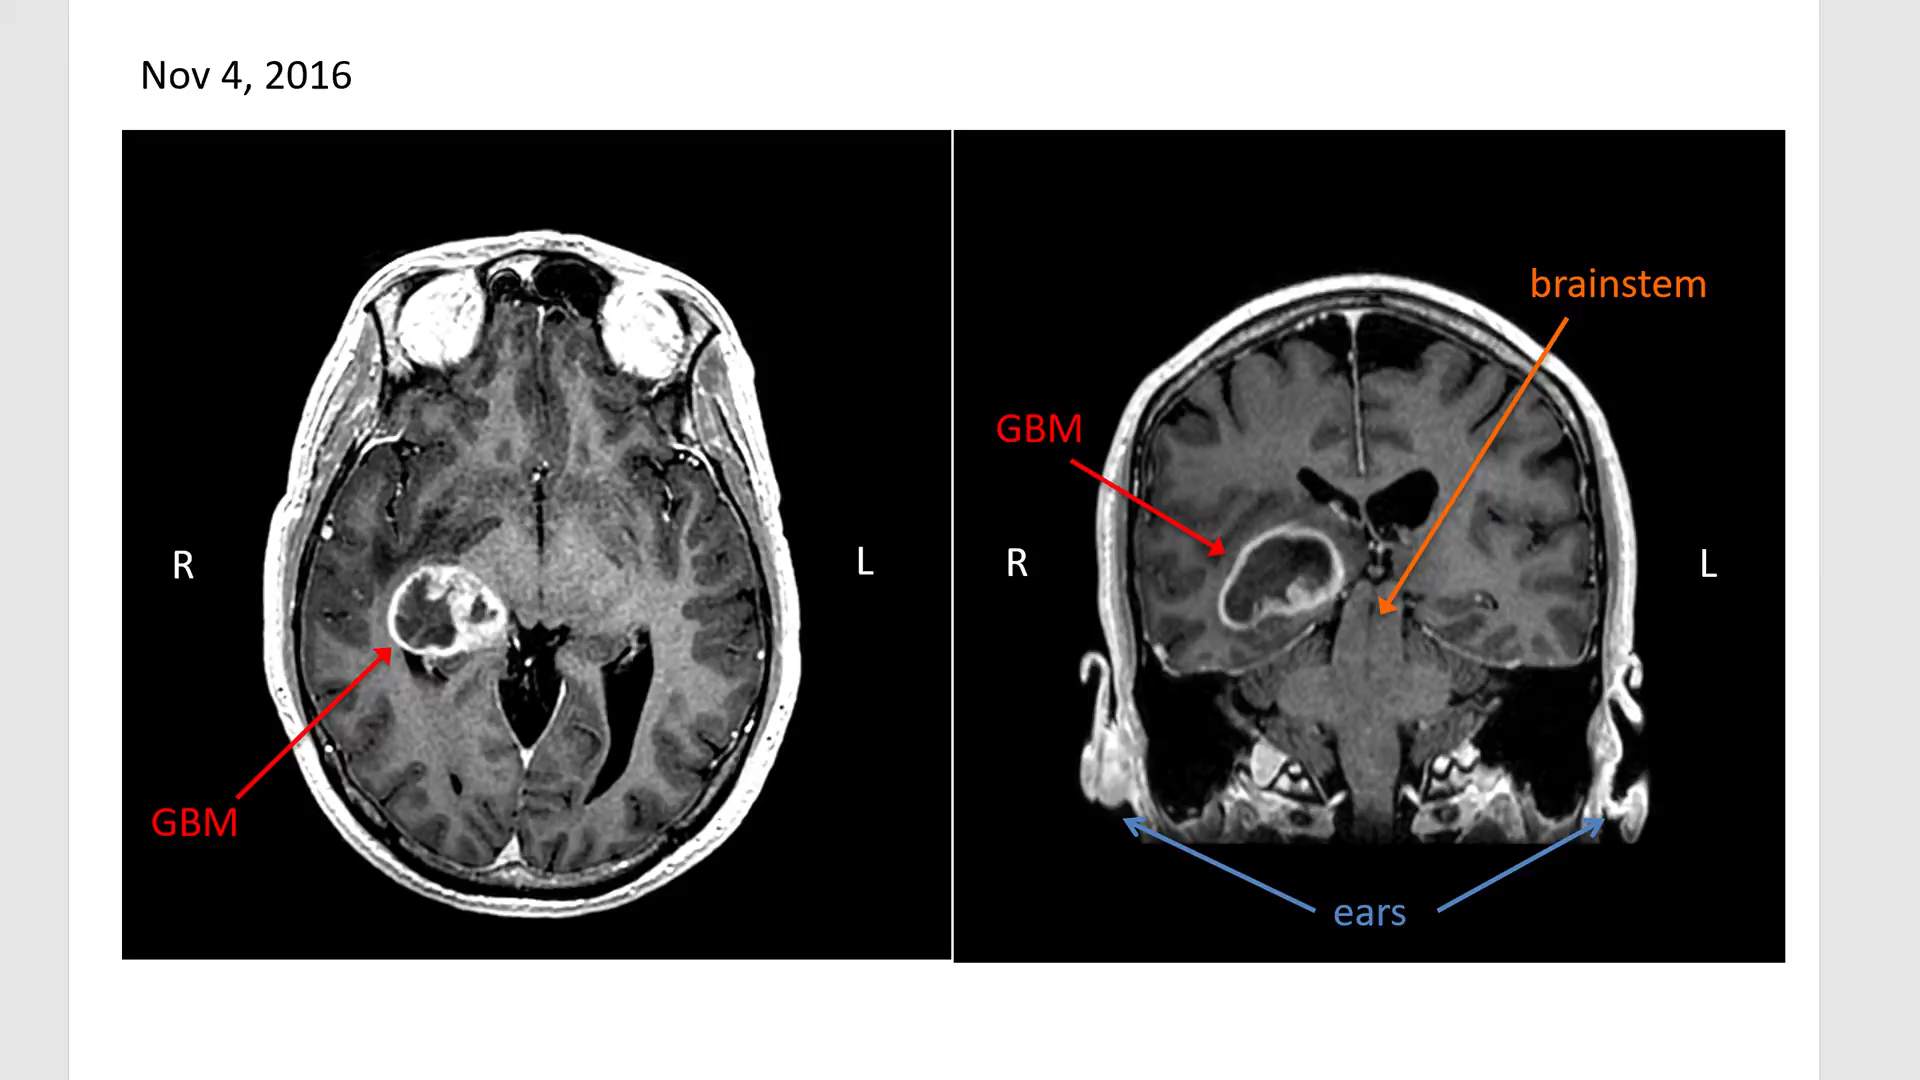 Nov 4, 2016
R
L
GBM
brainstem
GBM
R
L
ears